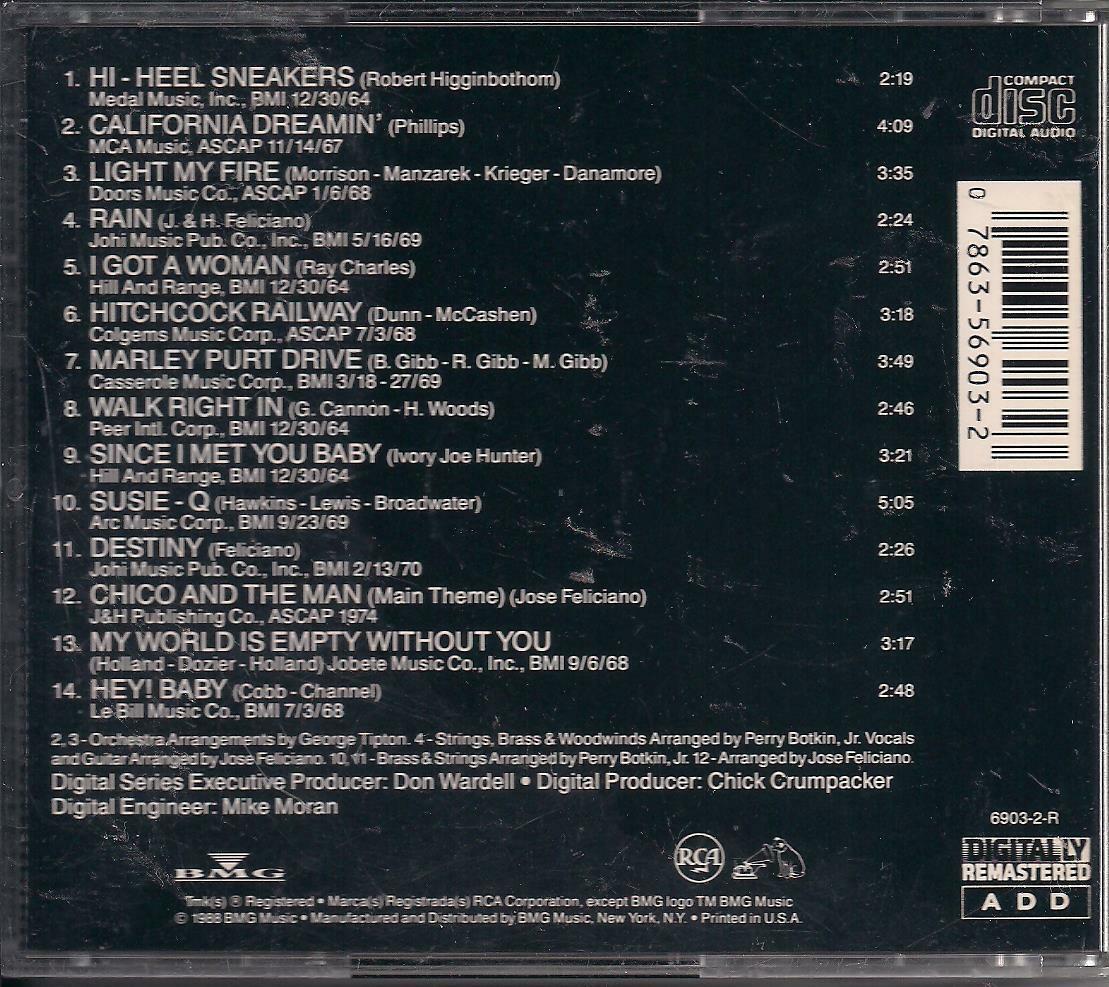 1. HI - HEEL SNEAKERS (Robert Higginbothom) 2:19
Medal Music, Inc., BMI 12/30/64
2. CALIFORNIA DREAMIN' (Phillips) 4:09
MCA Music, ASCAP 11/14/67
3. LIGHT MY FIRE (Morrison - Manzarek - Krieger - Danamore) 3:35
Doors Music Co., ASCAP 1/6/68
4. RAIN (J. & H. Feliciano) 2:24
Johi Music Pub. Co., Inc., BMI 5/16/69
5. I GOT A WOMAN (Ray Charles) 2:51
Hill And Range, BMI 12/30/64
6. HITCHCOCK RAILWAY (Dunn - McCashen) 3:18
Colgems Music Corp., ASCAP 7/3/68
7. MARLEY PURT DRIVE (B. Gibb - R. Gibb - M. Gibb) 3:49
Casserole Music Corp., BMI 3/18 - 27/69
8. WALK RIGHT IN (G. Cannon - H. Woods) 2:46
Peer Intl. Corp., BMI 12/30/64
9. SINCE I MET YOU BABY (Ivory Joe Hunter) 3:21
Hill And Range, BMI 12/30/64
10. SUSIE - Q (Hawkins - Lewis - Broadwater) 5:05
Arc Music Corp., BMI 9/23/69
11. DESTINY (Feliciano) 2:26
Johi Music Pub. Co., Inc., BMI 2/13/70
12. CHICO AND THE MAN (Main Theme) (Jose Feliciano) 2:51
J&H Publishing Co., ASCAP 1974
13. MY WORLD IS EMPTY WITHOUT YOU 3:17
(Holland - Dozier - Holland) Jobete Music Co., Inc., BMI 9/6/68
14. HEY! BABY (Cobb - Channel) 2:48
Le Bill Music Co., BMI 7/3/68
2, 3 - Orchestra Arrangements by George Tipton. 4 - Strings, Brass & Woodwinds Arranged by Perry Botkin, Jr. Vocals
and Guitar Arranged by Jose Feliciano. 10, 11 - Brass & Strings Arranged by Perry Botkin, Jr. 12 - Arranged by Jose Feliciano.
Digital Series Executive Producer: Don Wardell • Digital Producer: Chick Crumpacker
Digital Engineer: Mike Moran
BMG
RCA
Tmk(s) ® Registered • Marca(s) Registrada(s) RCA Corporation, except BMG logo TM BMG Music
© 1988 BMG Music • Manufactured and Distributed by BMG Music, New York, N.Y. • Printed in U.S.A.
COMPACT
disc
DIGITAL AUDIO
0 7863-56903-2
6903-2-R
DIGITALLY
REMASTERED
A D D